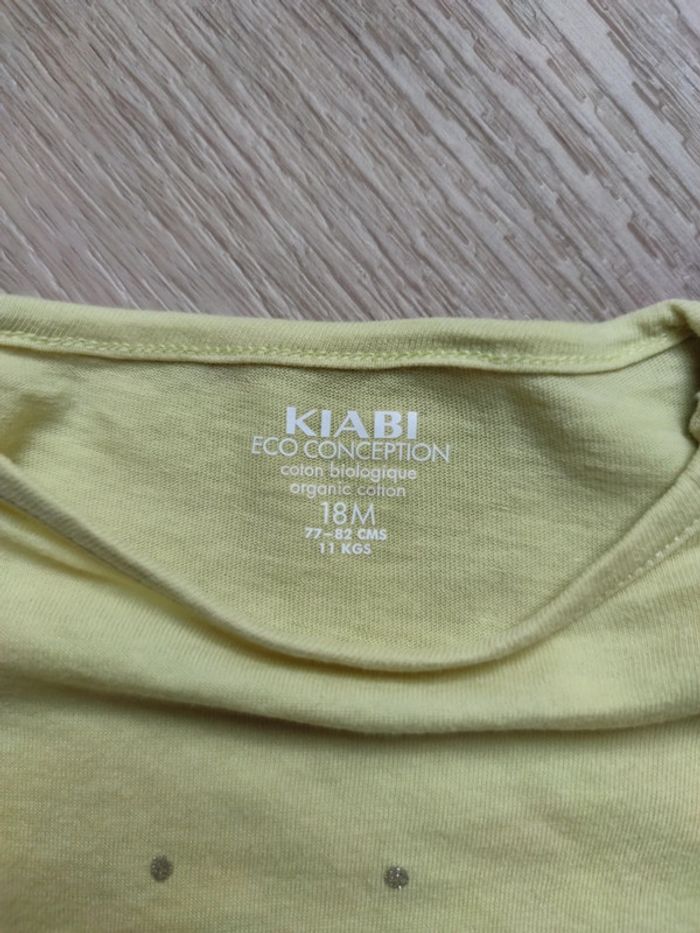 KIABI
ECO CONCEPTION
coton biologique
organic cotton
18M
77-82 CMS
11 KGS